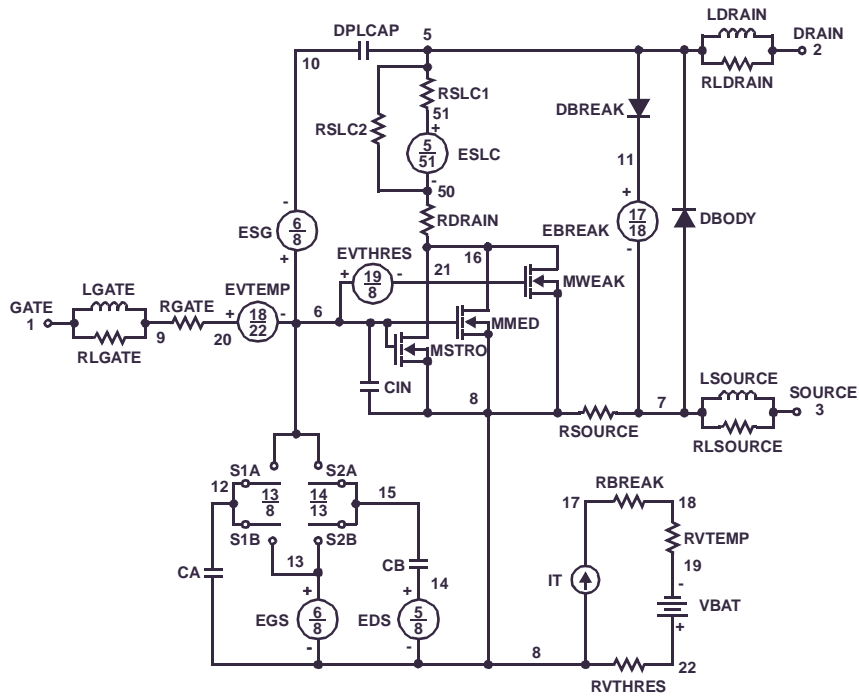 LDRAIN
DPLCAP 5 DRAIN
10 2
RLDRAIN
RSLC1
51
DBREAK
RSLC2 +
5
51
ESLC
11
- 50
- +
RDRAIN
6
8
ESG
17
18
EBREAK
DBODY
EVTHRES 16
+ -
+ 19
8
- 21
MWEAK
LGATE EVTEMP
GATE RGATE
1 + 18
22
- 6
MMED
9 20
RLGATE
MSTRO
LSOURCE
CIN SOURCE
8 7 3
RSOURCE
RLSOURCE
S1A S2A RBREAK
12 15 17 18
13
8
14
13
RVTEMP
S1B S2B
13 CB 19
CA 14 IT -
+ + VBAT
EGS 6
8
EDS 5
8
+
- -
8 22
RVTHRES